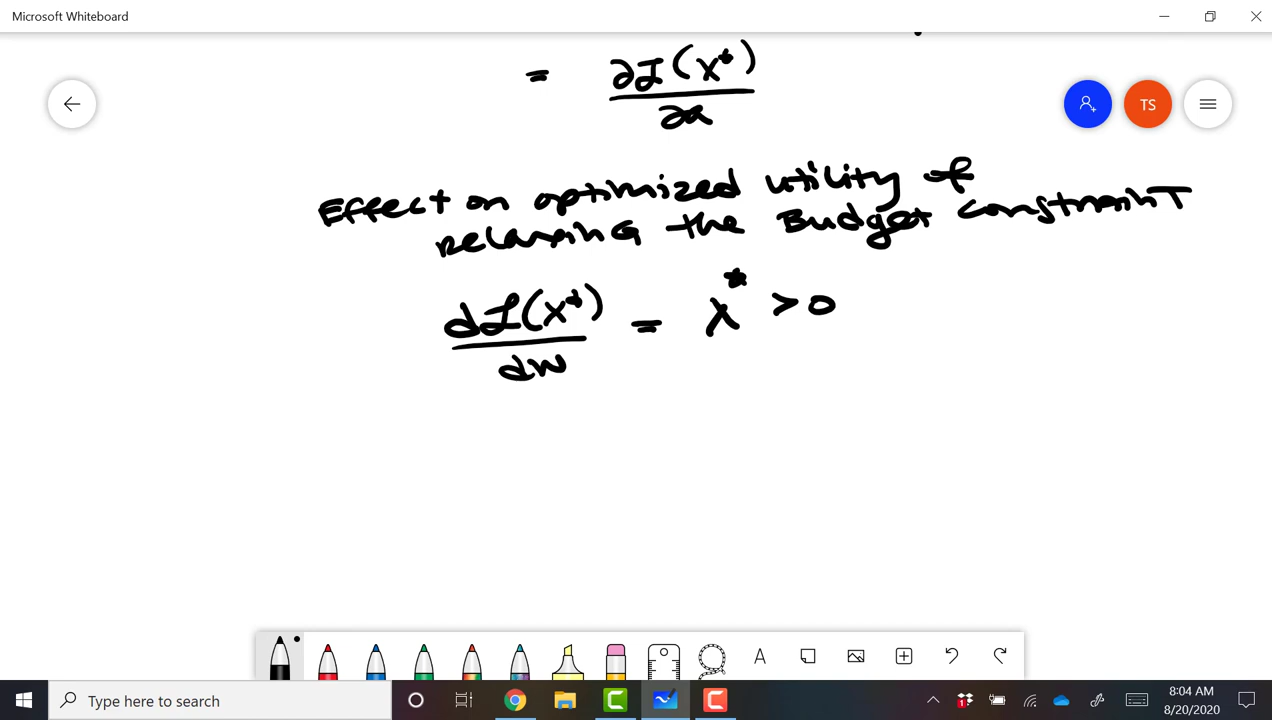 Microsoft Whiteboard
= ∂ℒ(x*)
∂α
TS
Effect on optimized utility of
relaxing the Budget constraint
dℒ(x*) = λ* > 0
dw
A
Type here to search
1
8:04 AM
8/20/2020